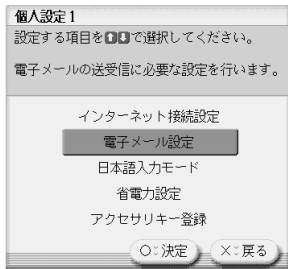 個人設定1
設定する項目を⬆⬇で選択してください。
電子メールの送受信に必要な設定を行います。
インターネット接続設定
電子メール設定
日本語入力モード
省電力設定
アクセサリキー登録
○:決定 ×:戻る